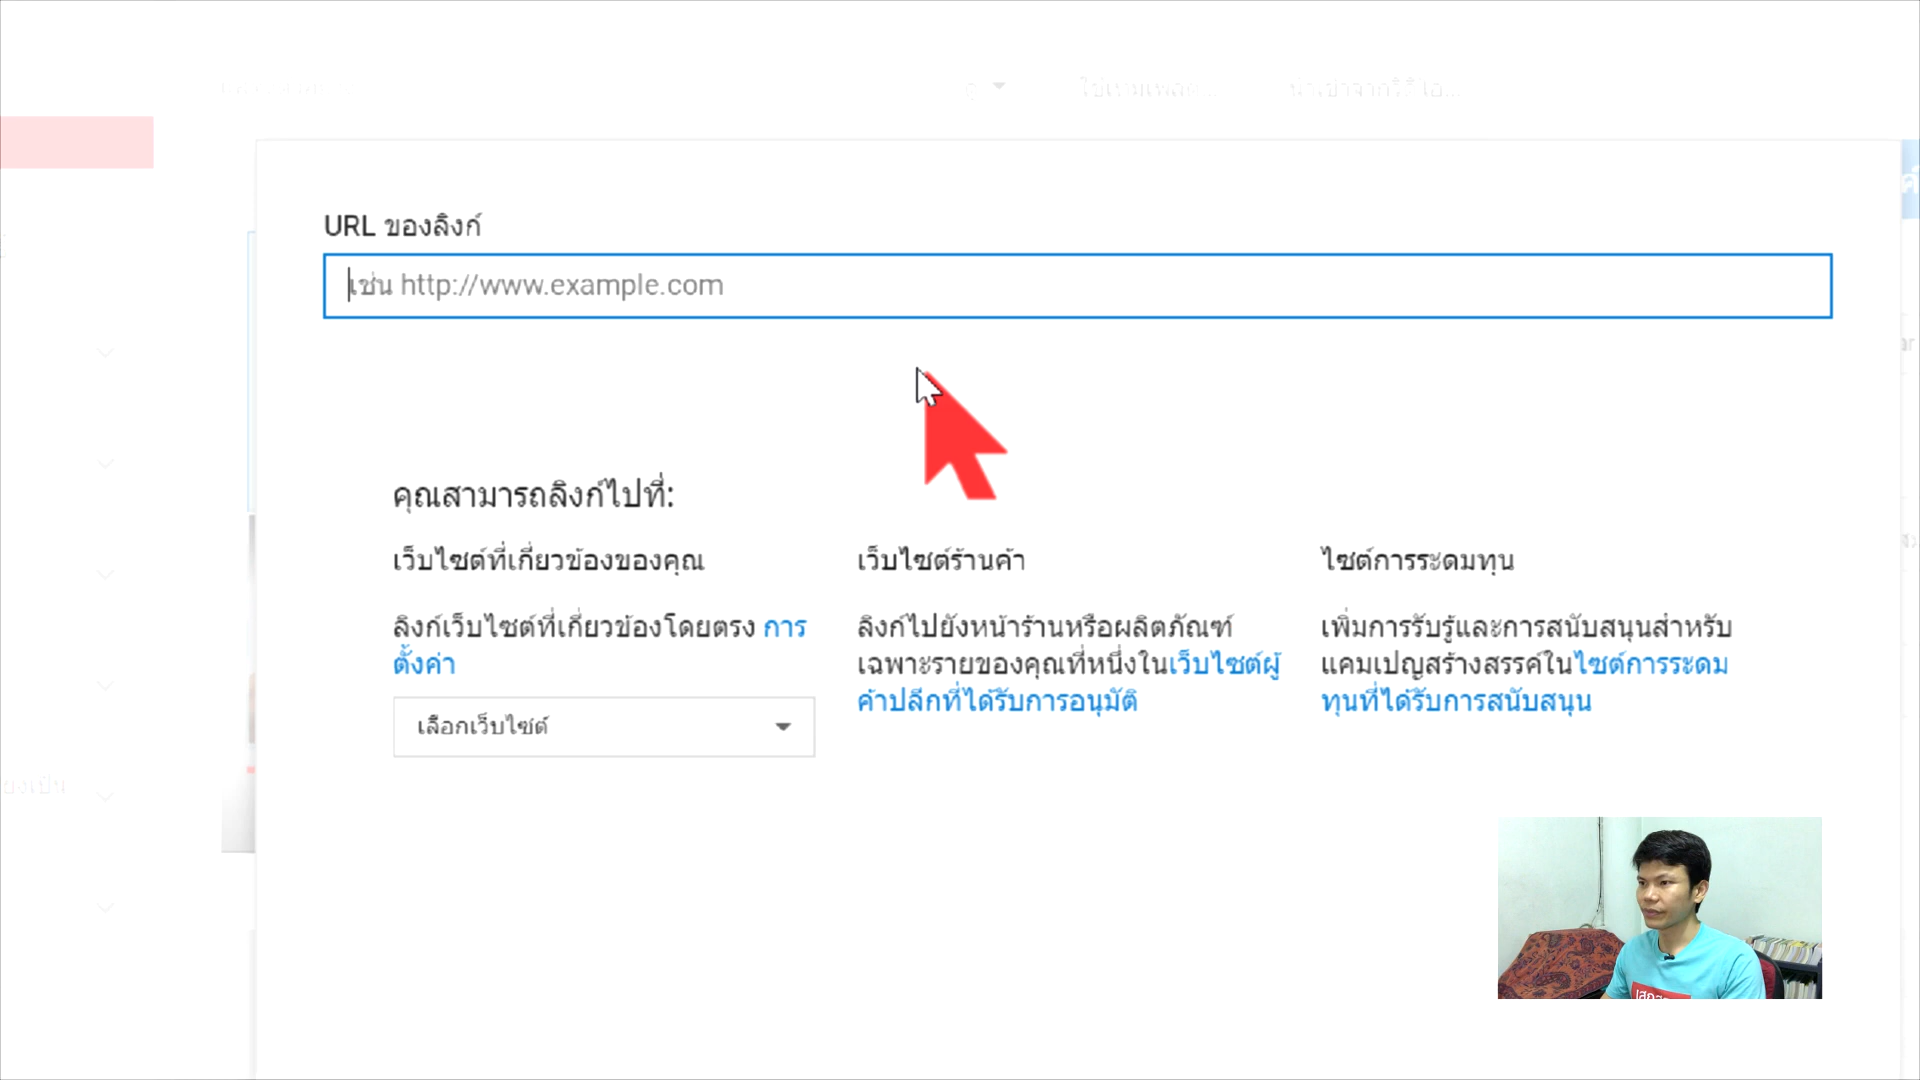 URL ของลิงก์
เช่น http://www.example.com
คุณสามารถลิงก์ไปที่:
เว็บไซต์ที่เกี่ยวข้องของคุณ
ลิงก์เว็บไซต์ที่เกี่ยวข้องโดยตรง การ
ตั้งค่า
เลือกเว็บไซต์
เว็บไซต์ร้านค้า
ลิงก์ไปยังหน้าร้านหรือผลิตภัณฑ์
เฉพาะรายของคุณที่หนึ่งในเว็บไซต์ผู้
ค้าปลีกที่ได้รับการอนุมัติ
ไซต์การระดมทุน
เพิ่มการรับรู้และการสนับสนุนสำหรับ
แคมเปญสร้างสรรค์ในไซต์การระดม
ทุนที่ได้รับการสนับสนุน